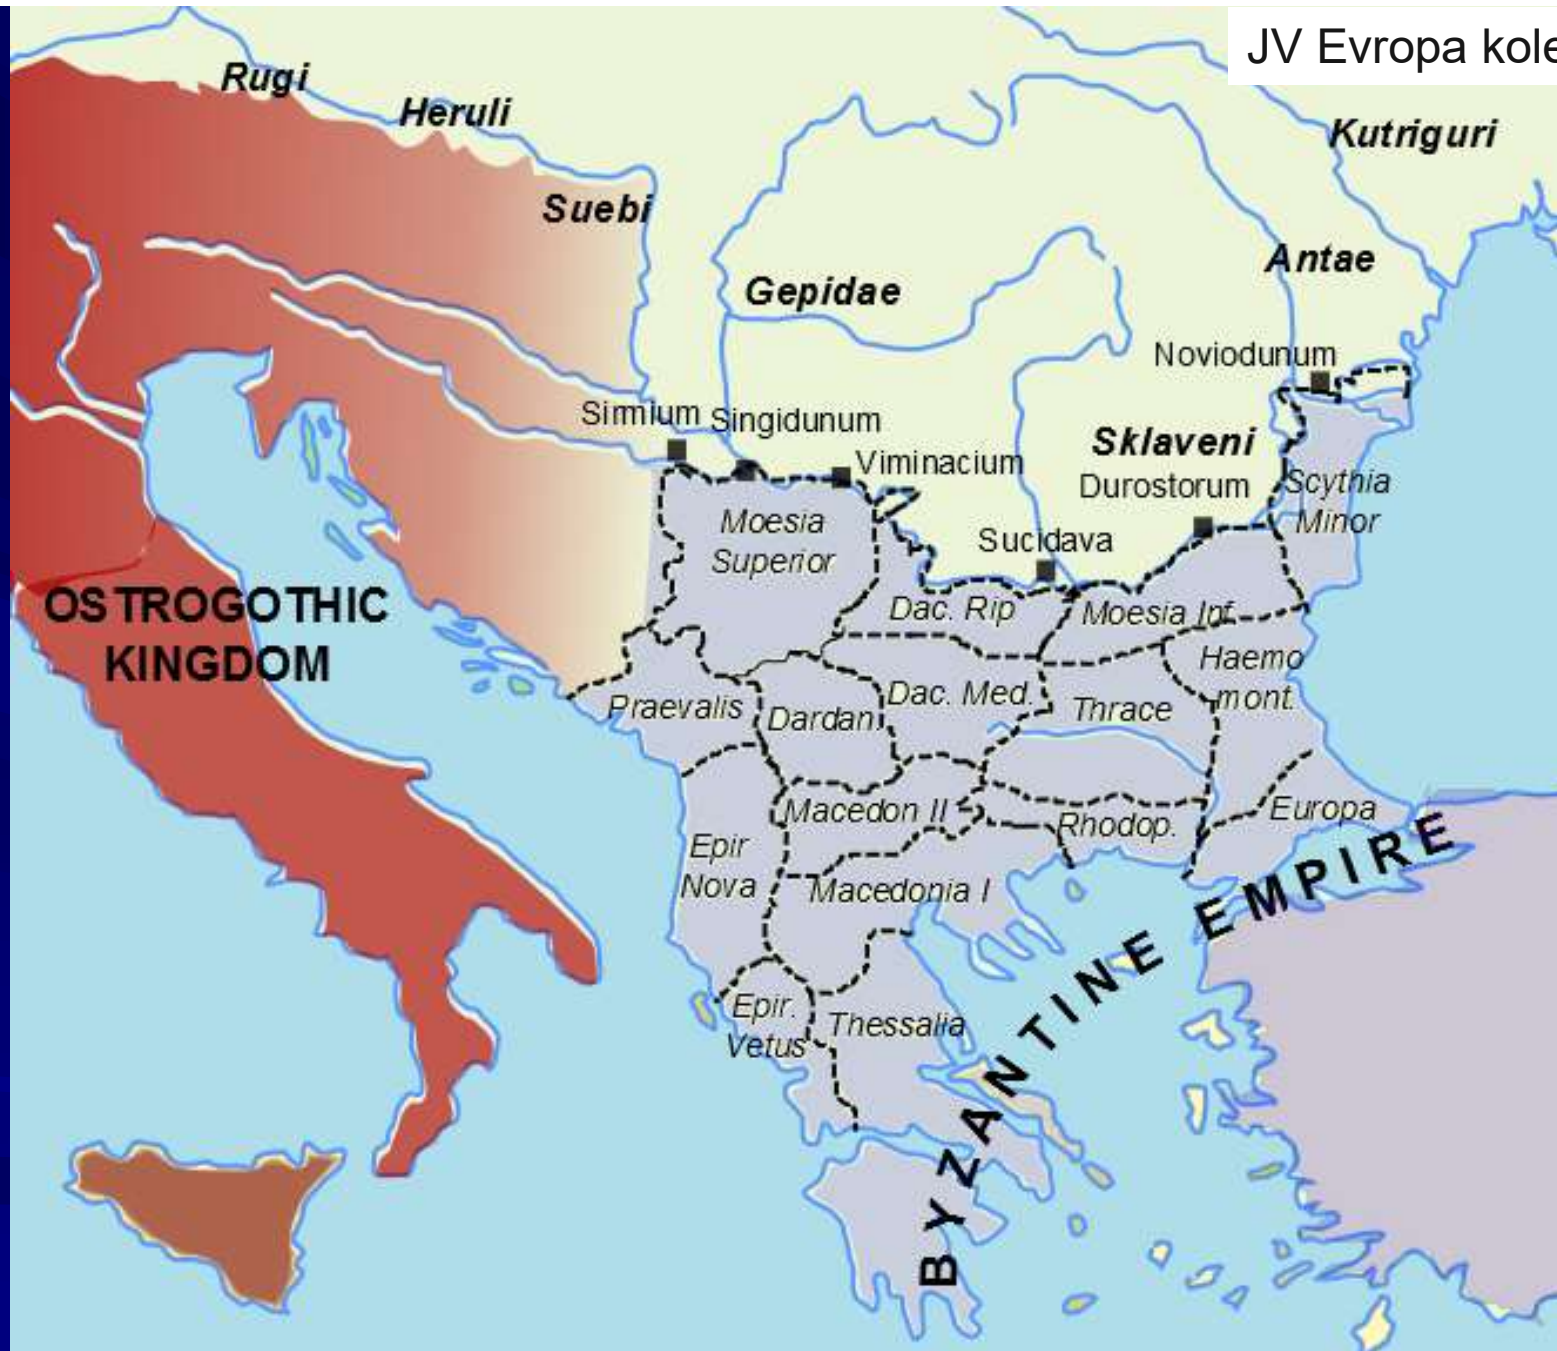 JV Evropa kole
Rugi
Heruli
Kutriguri
Suebi
Antae
Gepidae
Noviodunum
Sirmium
Singidunum
Sklaveni
Viminacium
Durostorum
Scythia
Minor
Moesia
Superior
Sucidava
OSTROGOTHIC
KINGDOM
Dac. Rip
Moesia Inf.
Haemo
mont.
Praevalis
Dardan.
Dac. Med.
Thrace
Macedon II
Rhodop.
Europa
Epir
Nova
Macedonia I
Epir.
Vetus
Thessalia
BYZANTINE EMPIRE